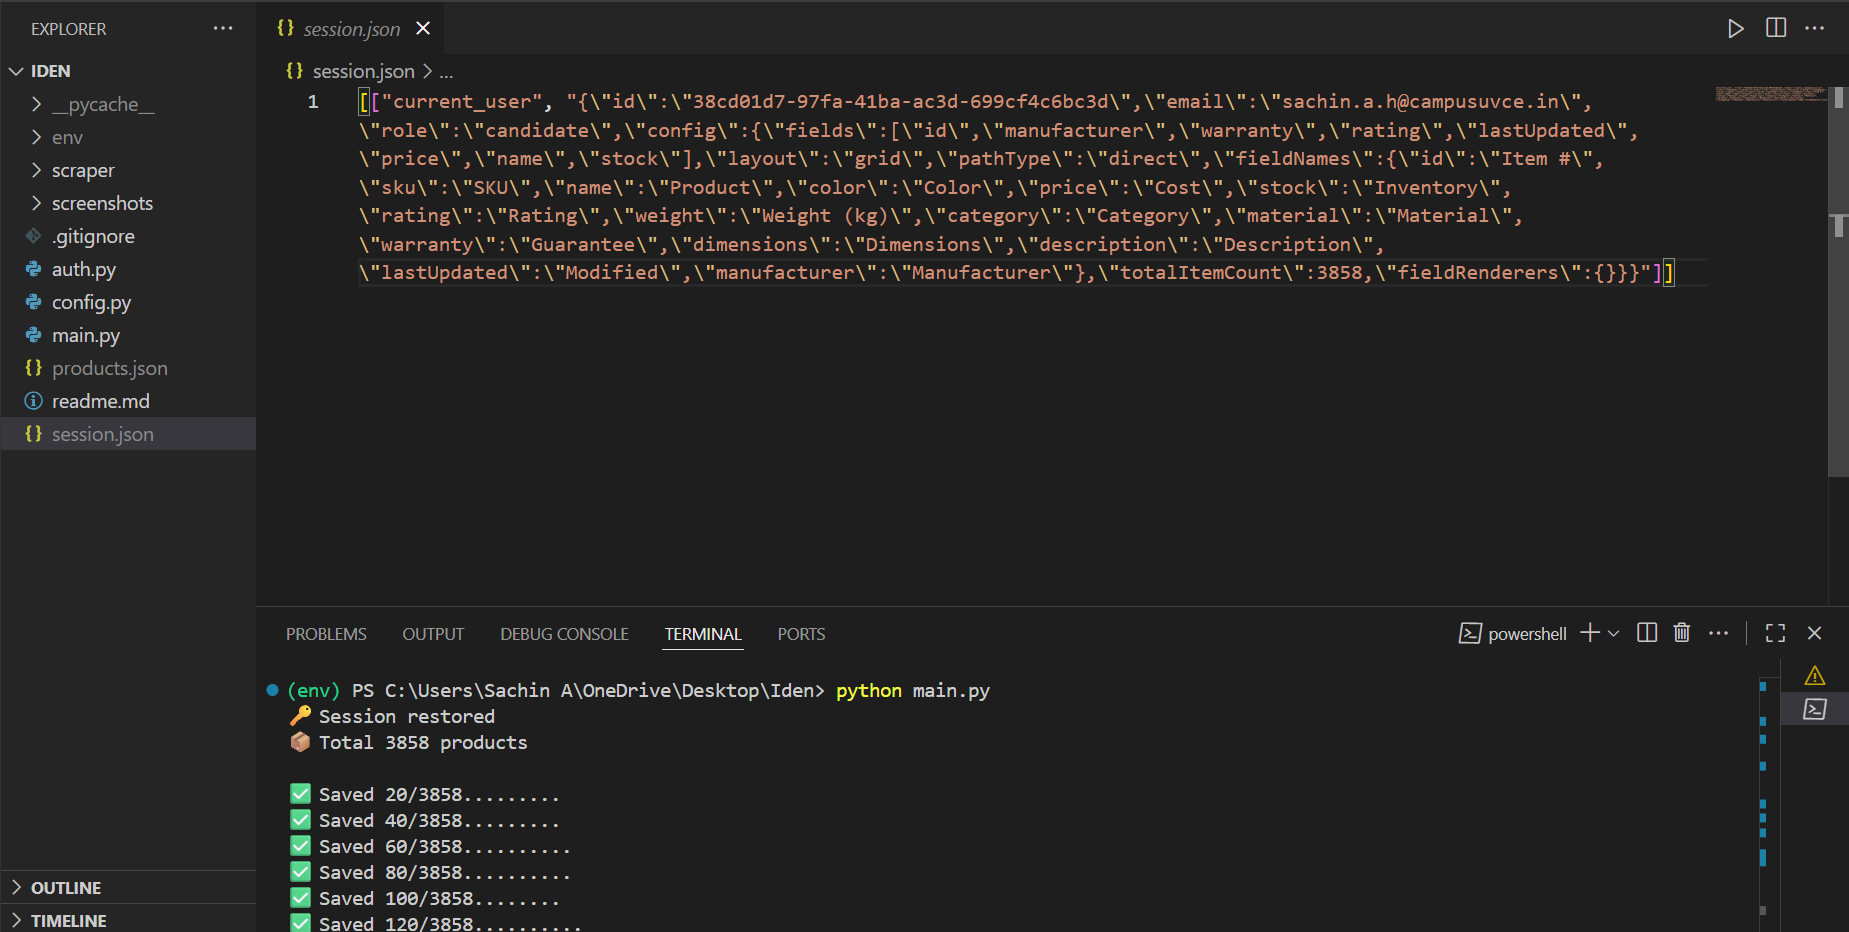 EXPLORER
IDEN
__pycache__
env
scraper
screenshots
.gitignore
auth.py
config.py
main.py
products.json
readme.md
session.json
OUTLINE
TIMELINE
session.json
session.json > ...
1
[["current_user", "{\"id\":\"38cd01d7-97fa-41ba-ac3d-699cf4c6bc3d\",\"email\":\"sachin.a.h@campusuvce.in\",
\"role\":\"candidate\",\"config\":{\"fields\":[\"id\",\"manufacturer\",\"warranty\",\"rating\",\"lastUpdated\",
\"price\",\"name\",\"stock\"],\"layout\":\"grid\",\"pathType\":\"direct\",\"fieldNames\":{\"id\":\"Item #\",
\"sku\":\"SKU\",\"name\":\"Product\",\"color\":\"Color\",\"price\":\"Cost\",\"stock\":\"Inventory\",
\"rating\":\"Rating\",\"weight\":\"Weight (kg)\",\"category\":\"Category\",\"material\":\"Material\",
\"warranty\":\"Guarantee\",\"dimensions\":\"Dimensions\",\"description\":\"Description\",
\"lastUpdated\":\"Modified\",\"manufacturer\":\"Manufacturer\"},\"totalItemCount\":3858,\"fieldRenderers\":{}}}"]]
PROBLEMS OUTPUT DEBUG CONSOLE TERMINAL PORTS
powershell
(env) PS C:\Users\Sachin A\OneDrive\Desktop\Iden> python main.py
🔑 Session restored
📦 Total 3858 products
✅ Saved 20/3858.........
✅ Saved 40/3858.........
✅ Saved 60/3858..........
✅ Saved 80/3858..........
✅ Saved 100/3858........
✅ Saved 120/3858..........